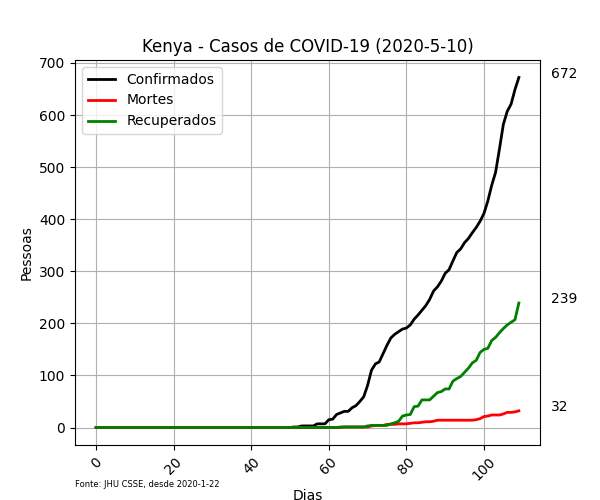 Kenya - Casos de COVID-19 (2020-5-10)
Confirmados
Mortes
Recuperados
700
600
500
400
300
200
100
0
Pessoas
672
239
32
0
20
40
60
80
100
Fonte: JHU CSSE, desde 2020-1-22
Dias